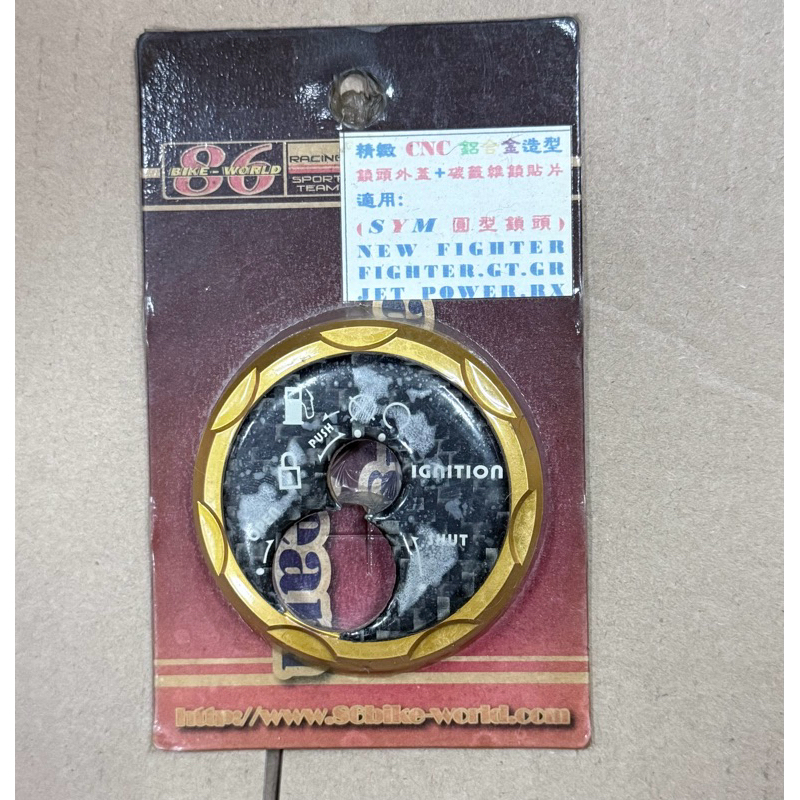 86
BIKE-WORLD
RACING
SPORT
TEAM
精緻 CNC 鋁合金造型
鎖頭外蓋+碳纖維鎖貼片
適用:
(SYM 圓型鎖頭)
NEW FIGHTER
FIGHTER.GT.GR
JET POWER.RX
PUSH
IGNITION
OPEN
SHUT
http://www.86bike-world.com